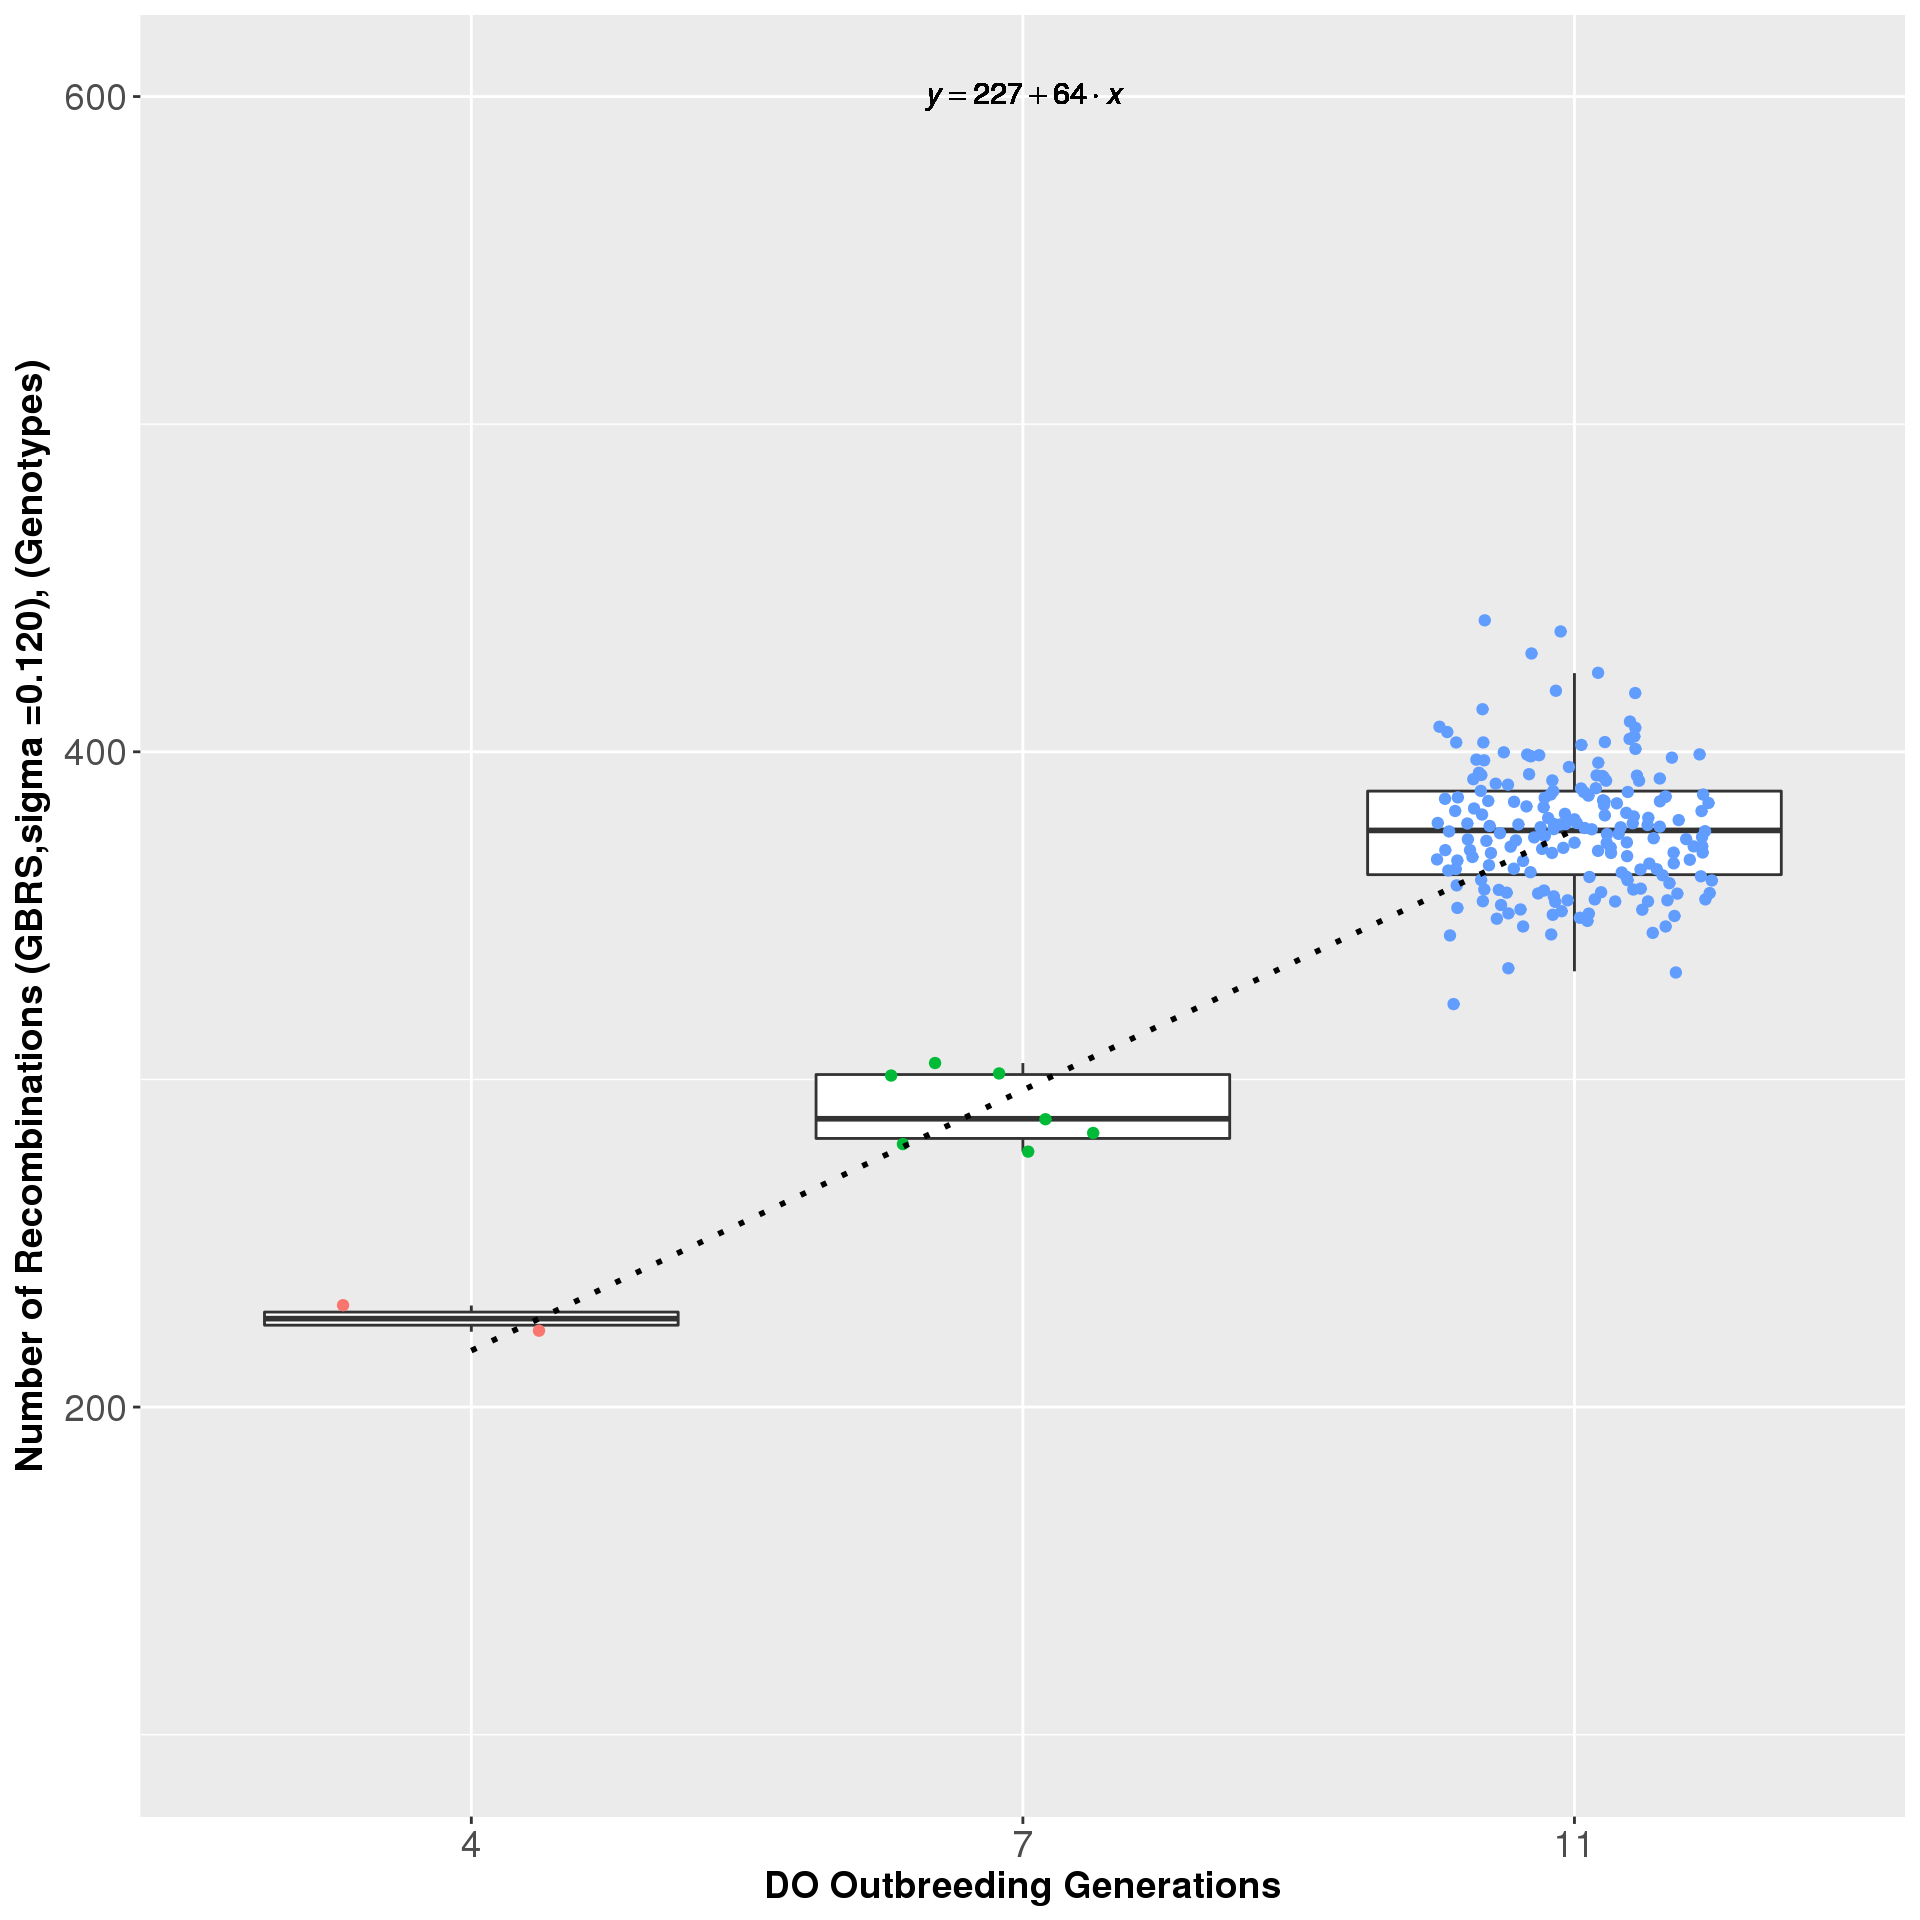 y = 227 + 64 · x
600
400
200
Number of Recombinations (GBRS,sigma =0.120), (Genotypes)
4 7 11
DO Outbreeding Generations